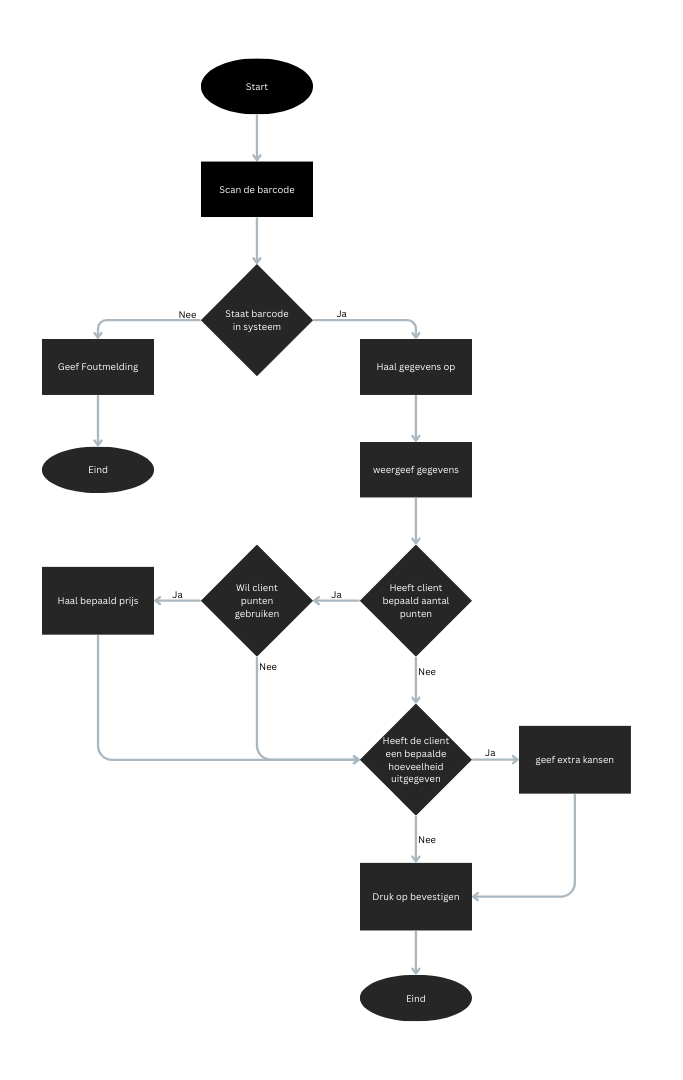 Start
Scan de barcode
Staat barcode
in systeem
Nee
Ja
Geef Foutmelding
Haal gegevens op
Eind
weergeef gegevens
Haal bepaald prijs
Ja
Wil client
punten
gebruiken
Ja
Heeft client
bepaald aantal
punten
Nee
Nee
Heeft de client
een bepaalde
hoeveelheid
uitgegeven
Ja
geef extra kansen
Nee
Druk op bevestigen
Eind